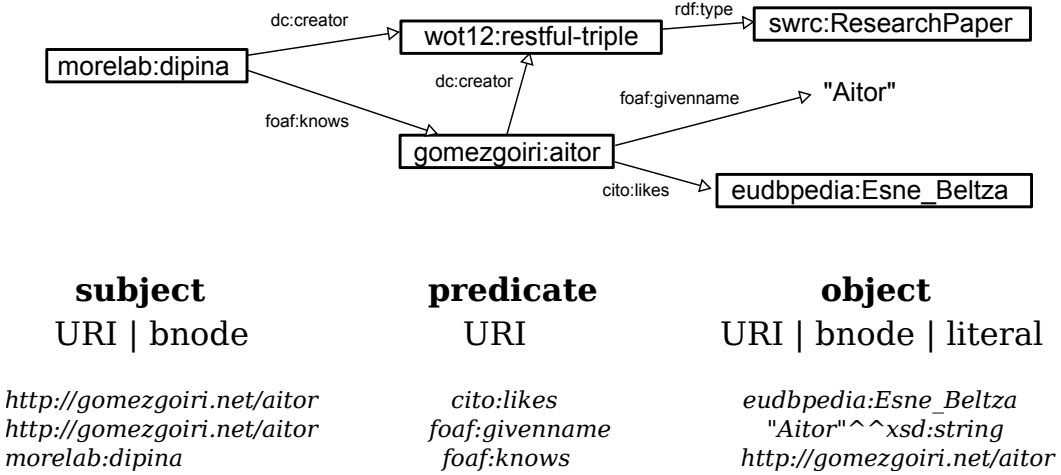 dc:creator
rdf:type
wot12:restful-triple
swrc:ResearchPaper
morelab:dipina
dc:creator
foaf:givenname
"Aitor"
foaf:knows
gomezgoiri:aitor
cito:likes
eudbpedia:Esne_Beltza
subject predicate object
URI | bnode URI URI | bnode | literal
http://gomezgoiri.net/aitor cito:likes eudbpedia:Esne_Beltza
http://gomezgoiri.net/aitor foaf:givenname "Aitor"^^xsd:string
morelab:dipina foaf:knows http://gomezgoiri.net/aitor